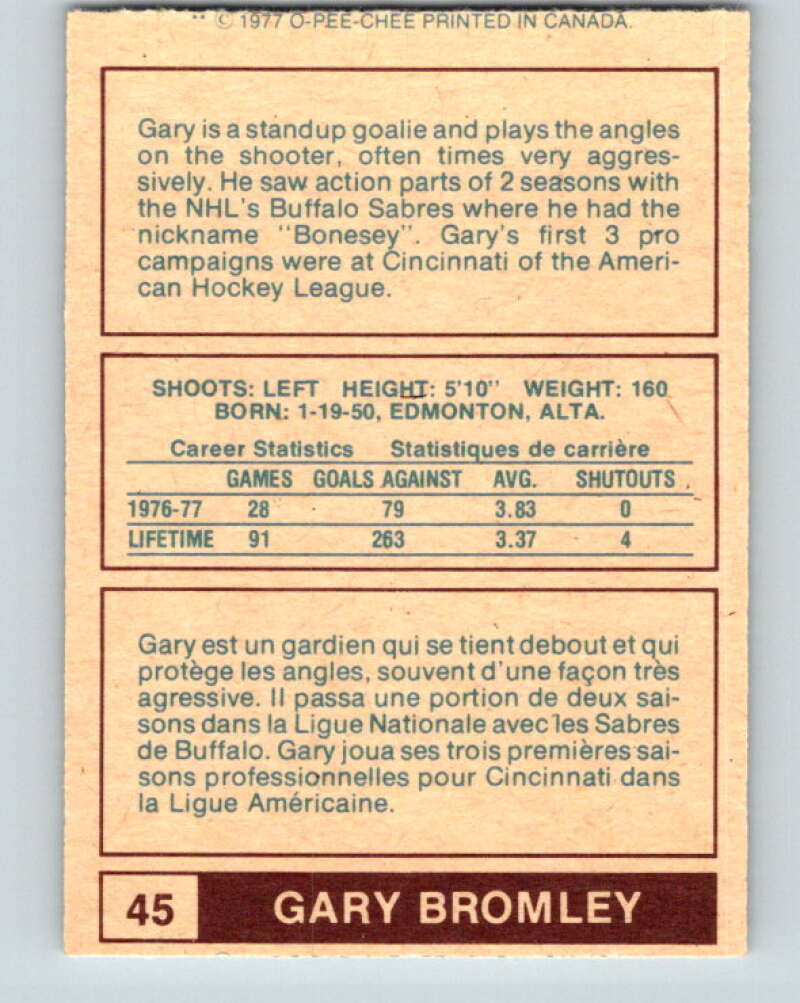 ** © 1977 O-PEE-CHEE PRINTED IN CANADA.
Gary is a standup goalie and plays the angles
on the shooter, often times very aggres-
sively. He saw action parts of 2 seasons with
the NHL's Buffalo Sabres where he had the
nickname "Bonesey". Gary's first 3 pro
campaigns were at Cincinnati of the Ameri-
can Hockey League.
SHOOTS: LEFT HEIGHT: 5'10" WEIGHT: 160
BORN: 1-19-50, EDMONTON, ALTA.
Career Statistics Statistiques de carrière
GAMES GOALS AGAINST AVG. SHUTOUTS
1976-77 28 79 3.83 0
LIFETIME 91 263 3.37 4
Gary est un gardien qui se tient debout et qui
protège les angles, souvent d'une façon très
agressive. Il passa une portion de deux sai-
sons dans la Ligue Nationale avec les Sabres
de Buffalo. Gary joua ses trois premières sai-
sons professionnelles pour Cincinnati dans
la Ligue Américaine.
45 GARY BROMLEY